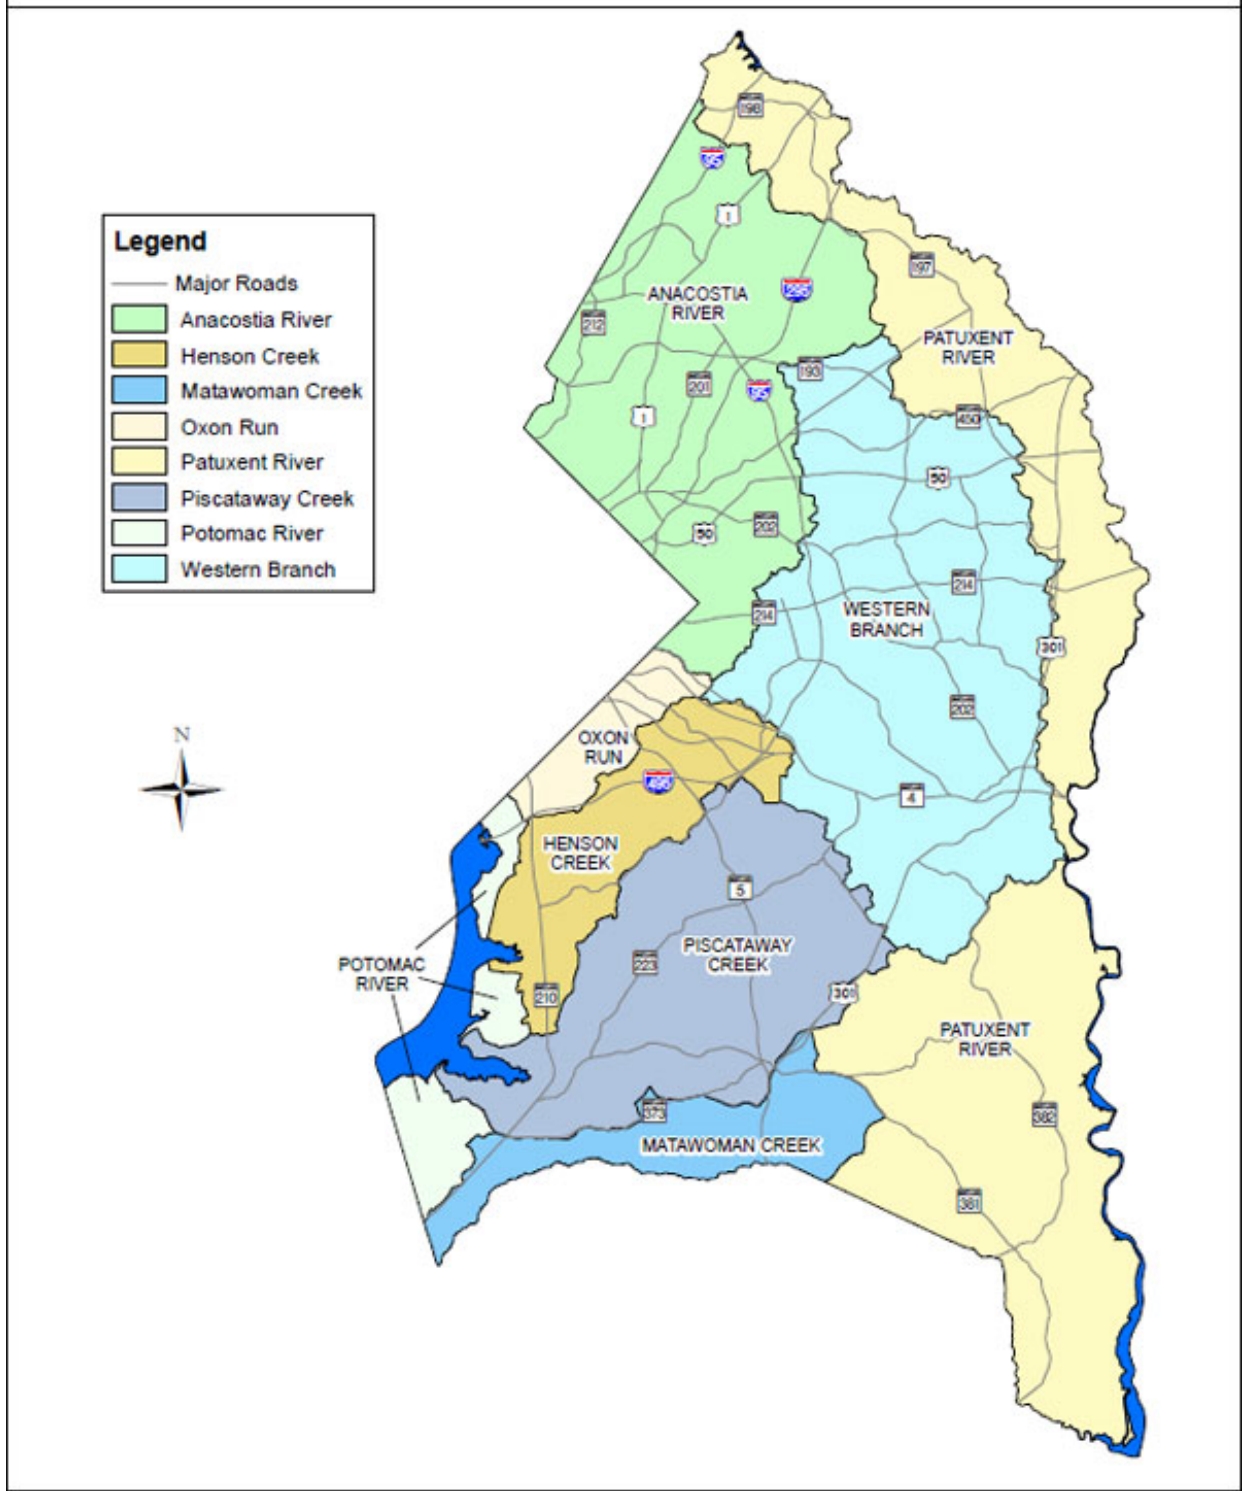 Legend
Major Roads
Anacostia River
Henson Creek
Matawoman Creek
Oxon Run
Patuxent River
Piscataway Creek
Potomac River
Western Branch
N
198
95
1
197
295
ANACOSTIA
RIVER
212
PATUXENT
RIVER
193
201
95
1
450
50
202
50
214
214
WESTERN
BRANCH
301
202
OXON
RUN
495
4
HENSON
CREEK
5
PISCATAWAY
CREEK
223
POTOMAC
RIVER
210
301
PATUXENT
RIVER
373
382
MATAWOMAN CREEK
381